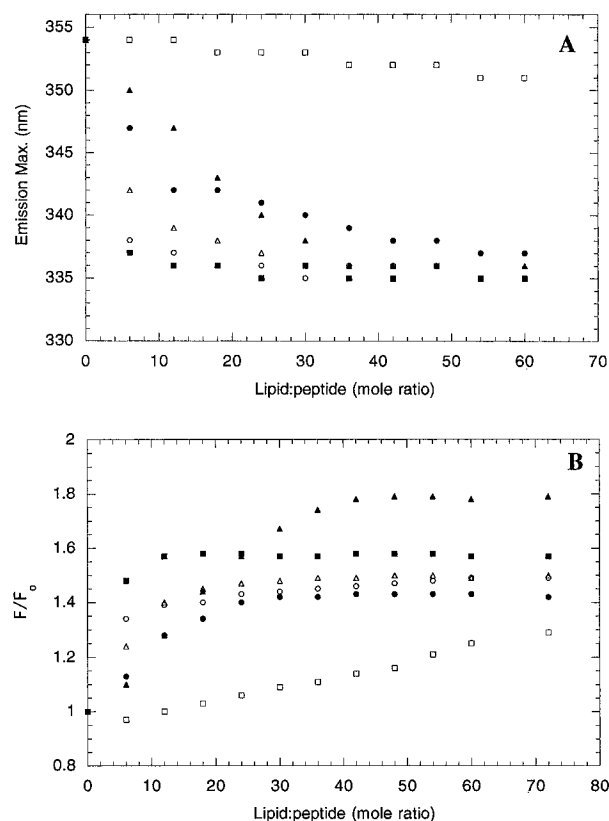 355
350
345
340
335
330
Emission Max. (nm)
A
0 10 20 30 40 50 60 70
Lipid:peptide (mole ratio)
2
1.8
1.6
1.4
1.2
1
0.8
F/Fo
B
0 10 20 30 40 50 60 70 80
Lipid:peptide (mole ratio)